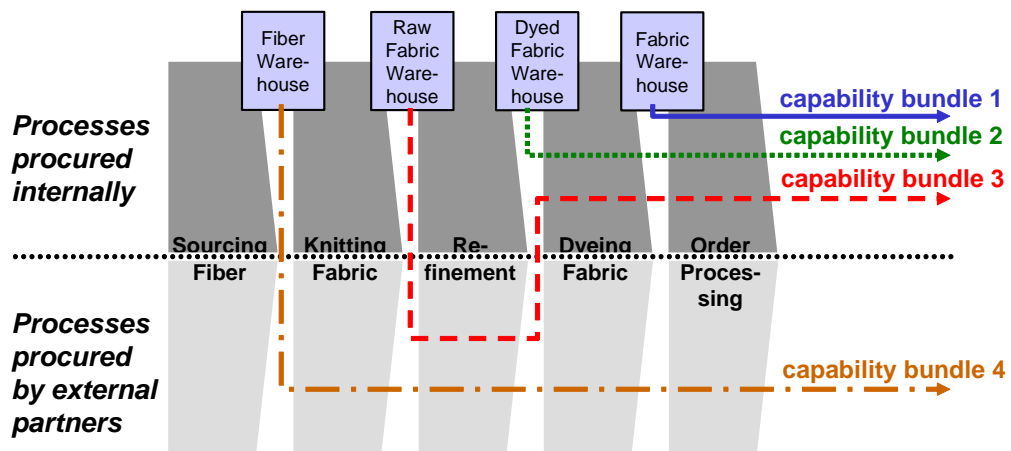 Fiber
Ware-
house
Raw
Fabric
Ware-
house
Dyed
Fabric
Ware-
house
Fabric
Ware-
house
capability bundle 1
capability bundle 2
capability bundle 3
Processes
procured
internally
Sourcing
Fiber
Knitting
Fabric
Re-
finement
Dyeing
Fabric
Order
Proces-
sing
Processes
procured
by external
partners
capability bundle 4